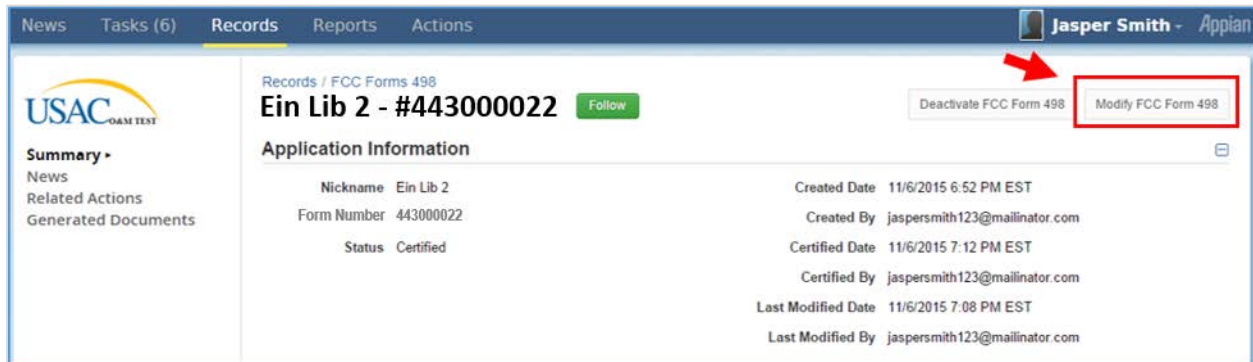 News Tasks (6) Records Reports Actions Jasper Smith Appian
USAC O&M TEST
Records / FCC Forms 498
Ein Lib 2 - #443000022 Follow Deactivate FCC Form 498 Modify FCC Form 498
Summary
News
Related Actions
Generated Documents
Application Information
Nickname Ein Lib 2 Created Date 11/6/2015 6:52 PM EST
Form Number 443000022 Created By jaspersmith123@mailinator.com
Status Certified Certified Date 11/6/2015 7:12 PM EST
Certified By jaspersmith123@mailinator.com
Last Modified Date 11/6/2015 7:08 PM EST
Last Modified By jaspersmith123@mailinator.com